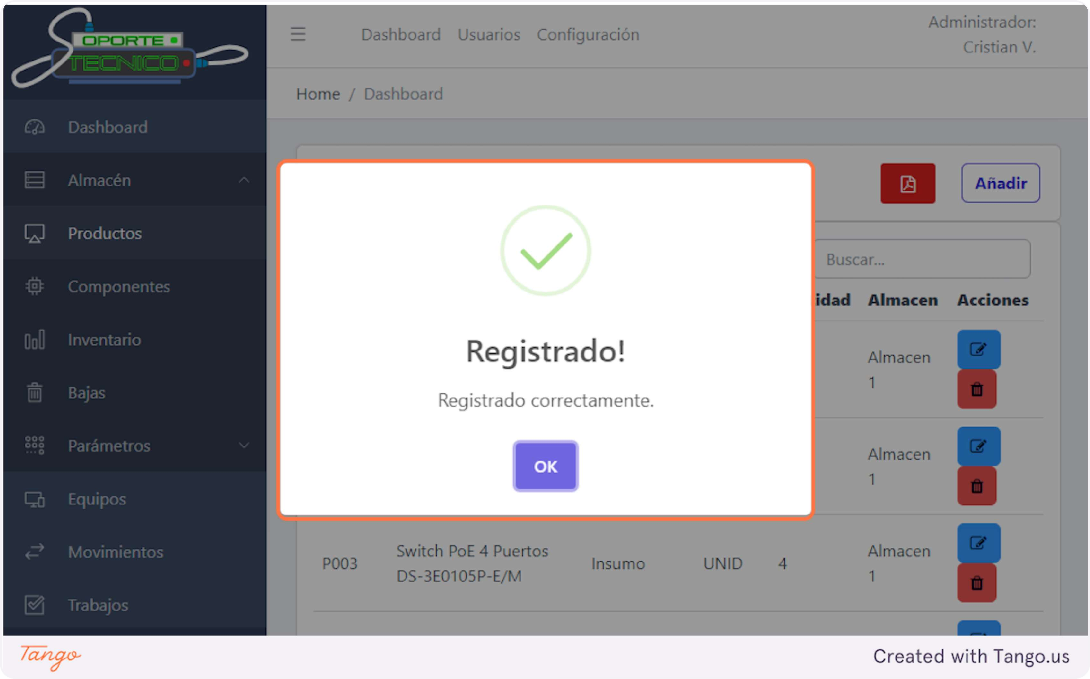 SOPORTE
TECNICO
Dashboard Usuarios Configuración
Administrador:
Cristian V.
Home / Dashboard
Dashboard
Almacén
Productos
Componentes
Inventario
Bajas
Parámetros
Equipos
Movimientos
Trabajos
Añadir
Buscar...
idad Almacen Acciones
Almacen
1
Almacen
1
P003 Switch PoE 4 Puertos
DS-3E0105P-E/M Insumo UNID 4 Almacen
1
Registrado!
Registrado correctamente.
OK
Tango
Created with Tango.us